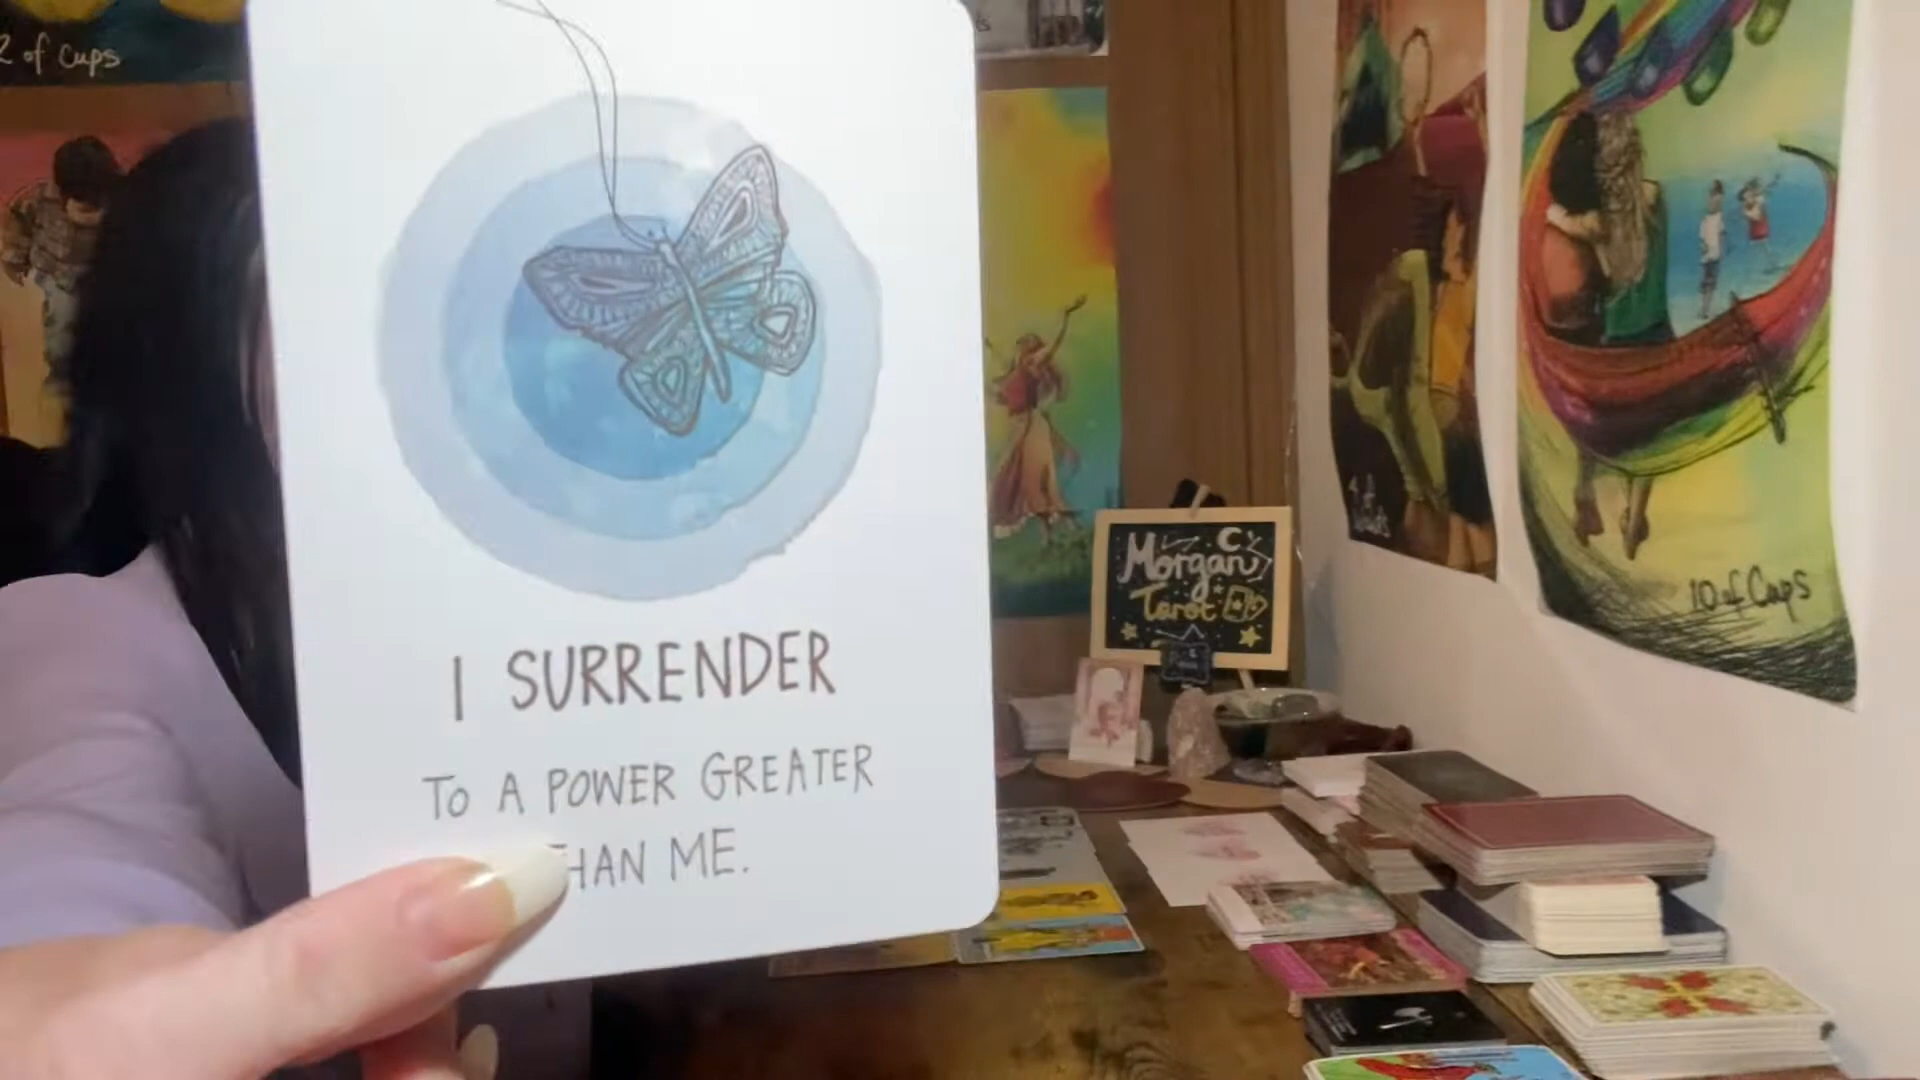 2 of Cups
I SURRENDER
TO A POWER GREATER
THAN ME.
Morgan
Tarot
10 of Cups